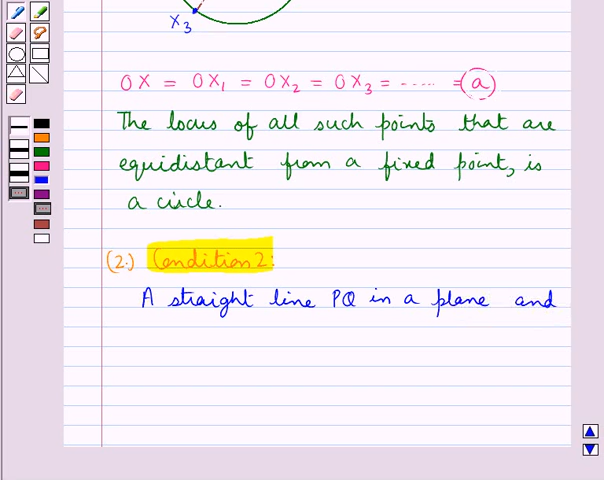 X3
OX = OX1 = OX2 = OX3 = ------ = a
The locus of all such points that are
equidistant from a fixed point, is
a circle.
(2.) Condition 2:
A straight line PQ in a plane and